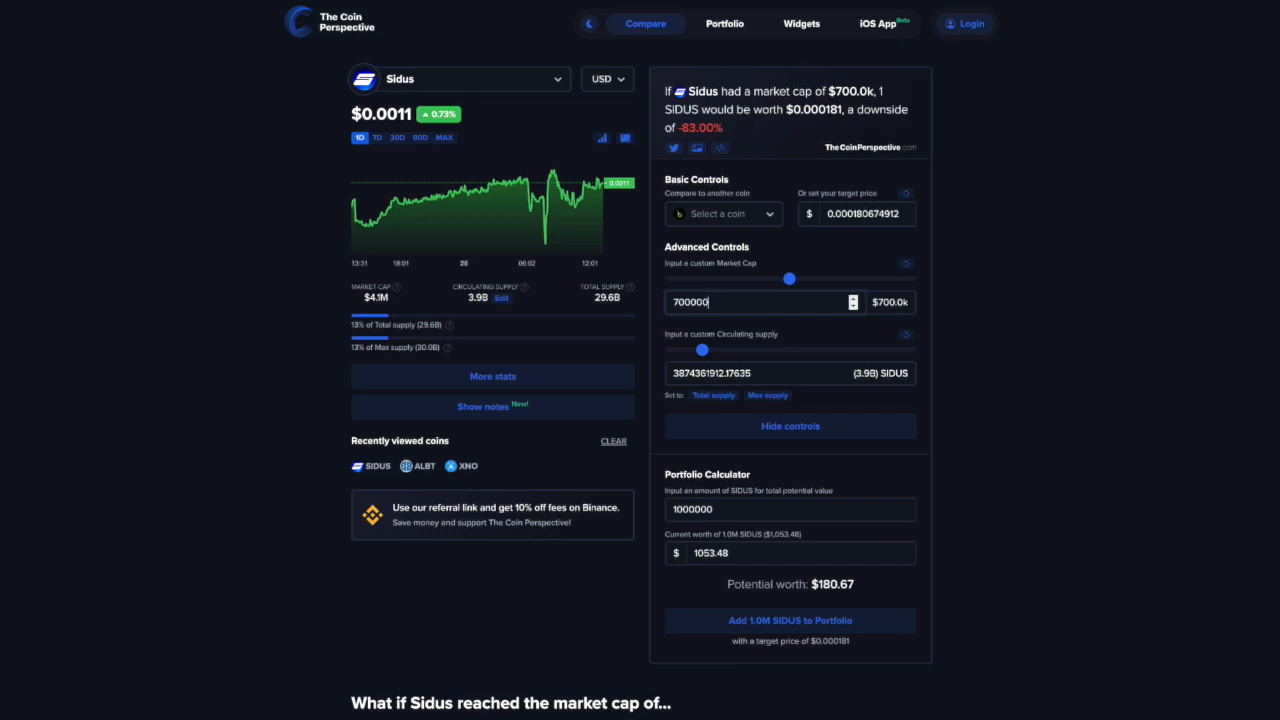 The Coin
Perspective
Compare
Portfolio
Widgets
iOS App Beta
Login
Sidus
USD
$0.0011
0.73%
1D 7D 30D 90D MAX
0.0011
13:31 18:01 25 06:02 12:01
MARKET CAP ?
$4.1M
CIRCULATING SUPPLY ?
3.9B Edit
TOTAL SUPPLY ?
29.6B
13% of Total supply (29.6B) ?
13% of Max supply (30.0B) ?
More stats
Show notes New!
Recently viewed coins
CLEAR
SIDUS ALBT XNO
Use our referral link and get 10% off fees on Binance.
Save money and support The Coin Perspective!
If Sidus had a market cap of $700.0k, 1
SIDUS would be worth $0.000181, a downside
of -83.00%
TheCoinPerspective.com
Basic Controls
Compare to another coin
Or set your target price
Select a coin
$ 0.000180674912
Advanced Controls
Input a custom Market Cap
700000
$700.0k
Input a custom Circulating supply
3874361912.17635
(3.9B) SIDUS
Set to: Total supply Max supply
Hide controls
Portfolio Calculator
Input an amount of SIDUS for total potential value
1000000
Current worth of 1.0M SIDUS ($1,053.48)
$ 1053.48
Potential worth: $180.67
Add 1.0M SIDUS to Portfolio
with a target price of $0.000181
What if Sidus reached the market cap of...